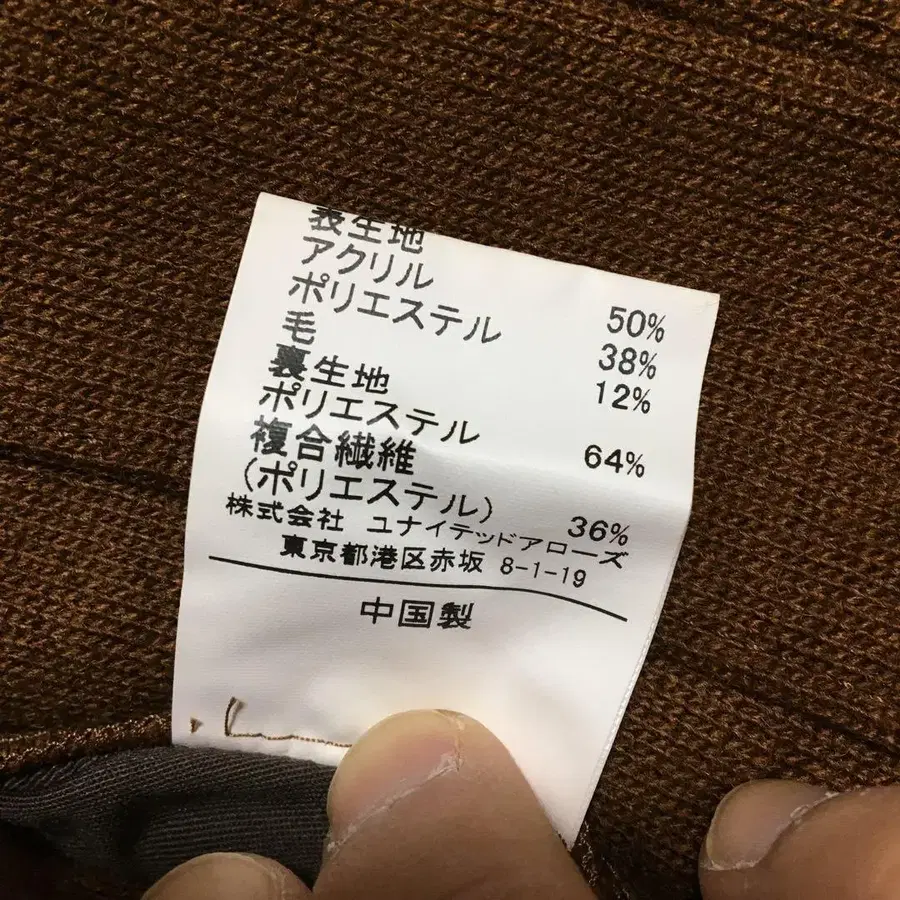 表生地
アクリル 50%
ポリエステル 38%
毛 12%
裏生地
ポリエステル 64%
複合繊維
(ポリエステル) 36%
株式会社 ユナイテッドアローズ
東京都港区赤坂 8-1-19
中国製